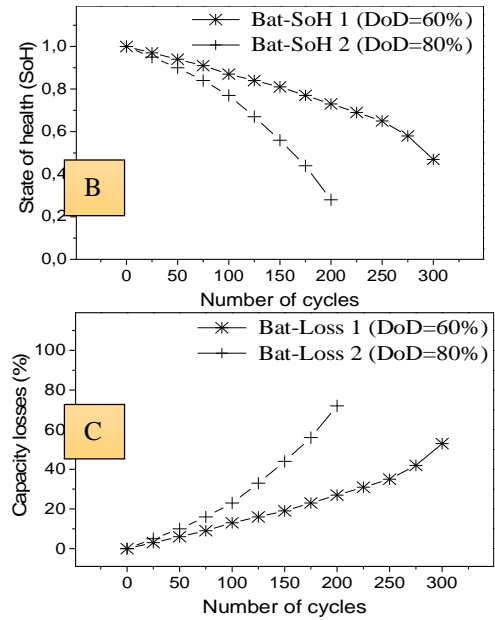 Bat-SoH 1 (DoD=60%)
Bat-SoH 2 (DoD=80%)
State of health (SoH)
1,0
0,8
0,6
0,4
0,2
0,0
B
0 50 100 150 200 250 300
Number of cycles
Bat-Loss 1 (DoD=60%)
Bat-Loss 2 (DoD=80%)
Capacity losses (%)
100
80
60
40
20
0
C
0 50 100 150 200 250 300
Number of cycles